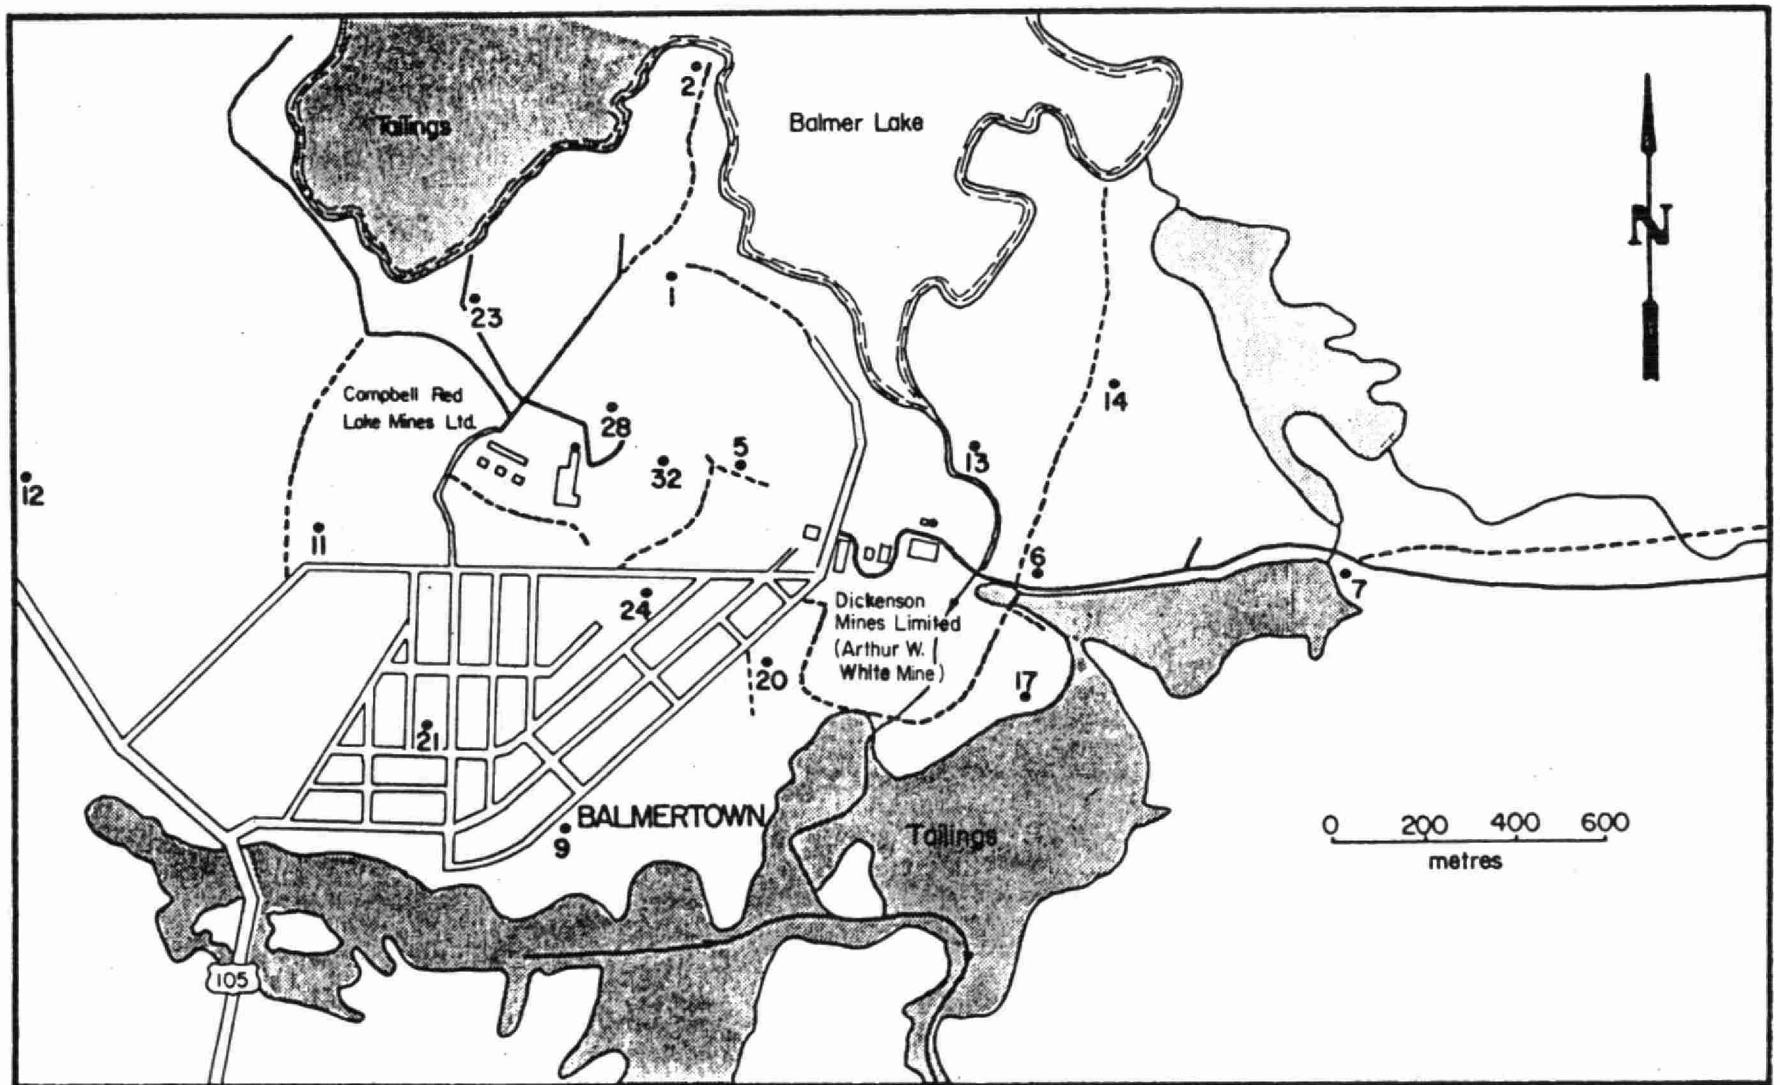 2
Tailings
Balmer Lake
N
1
23
Campbell Red
Lake Mines Ltd.
14
28
5
13
32
12
11
6
7
24
Dickenson
Mines Limited
(Arthur W.
White Mine)
20
17
21
BALMERTOWN
9
Tailings
0 200 400 600
metres
105